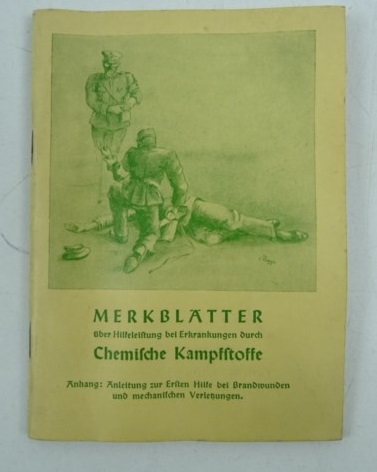 MERKBLÄTTER
über Hilfeleistung bei Erkrankungen durch
Chemische Kampfstoffe
Anhang: Anleitung zur Ersten Hilfe bei Brandwunden
und mechanischen Verletzungen.